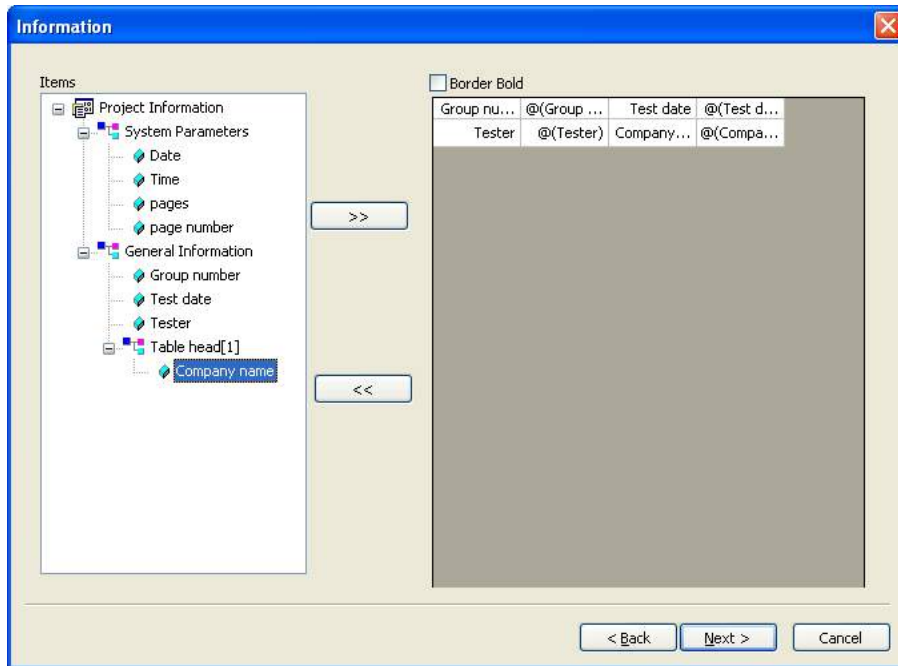 Information
Items
Project Information
System Parameters
Date
Time
pages
page number
General Information
Group number
Test date
Tester
Table head[1]
Company name
>>
<<
Border Bold
Group nu... @(Group ... Test date @(Test d...
Tester @(Tester) Company... @(Compa...
< Back Next > Cancel